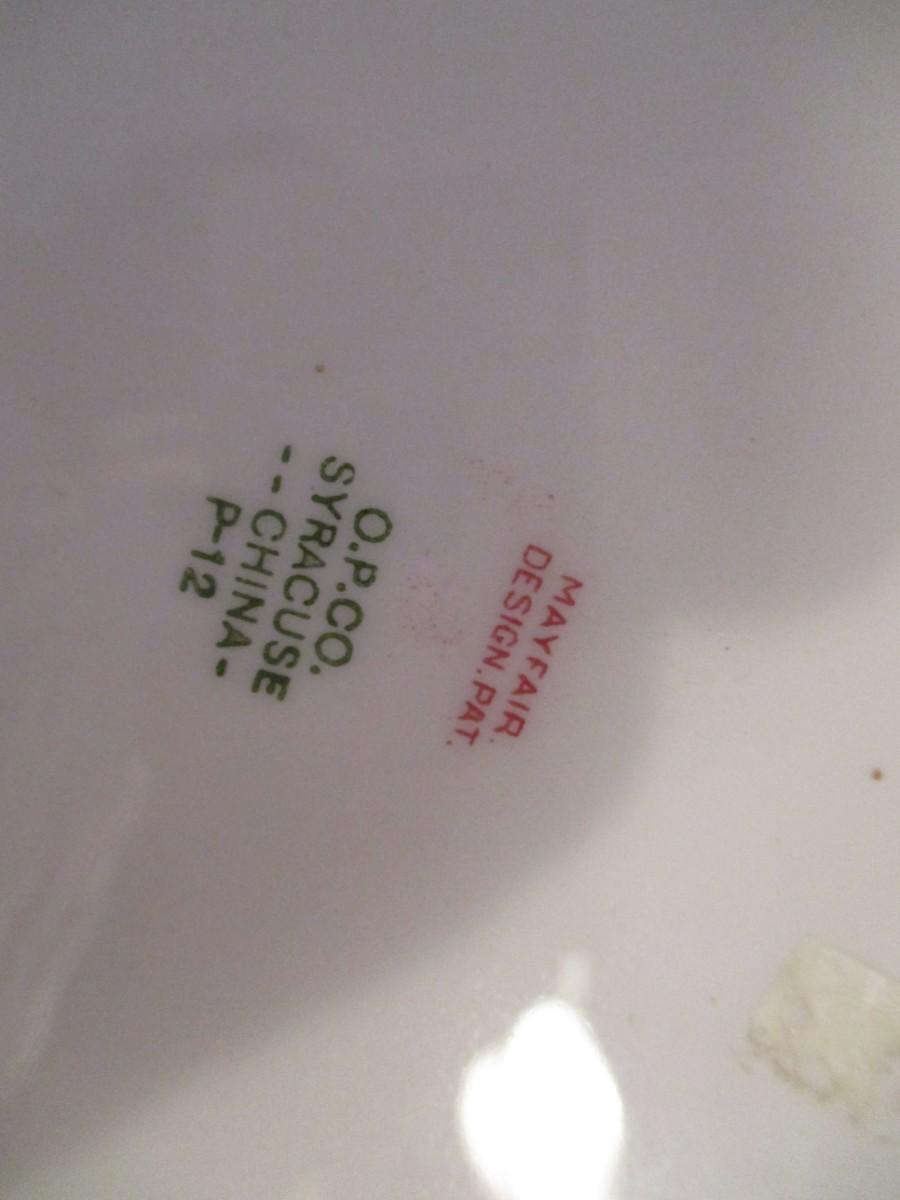 MAYFAIR.
DESIGN.PAT.
O.P.CO.
SYRACUSE
--CHINA-
P-12